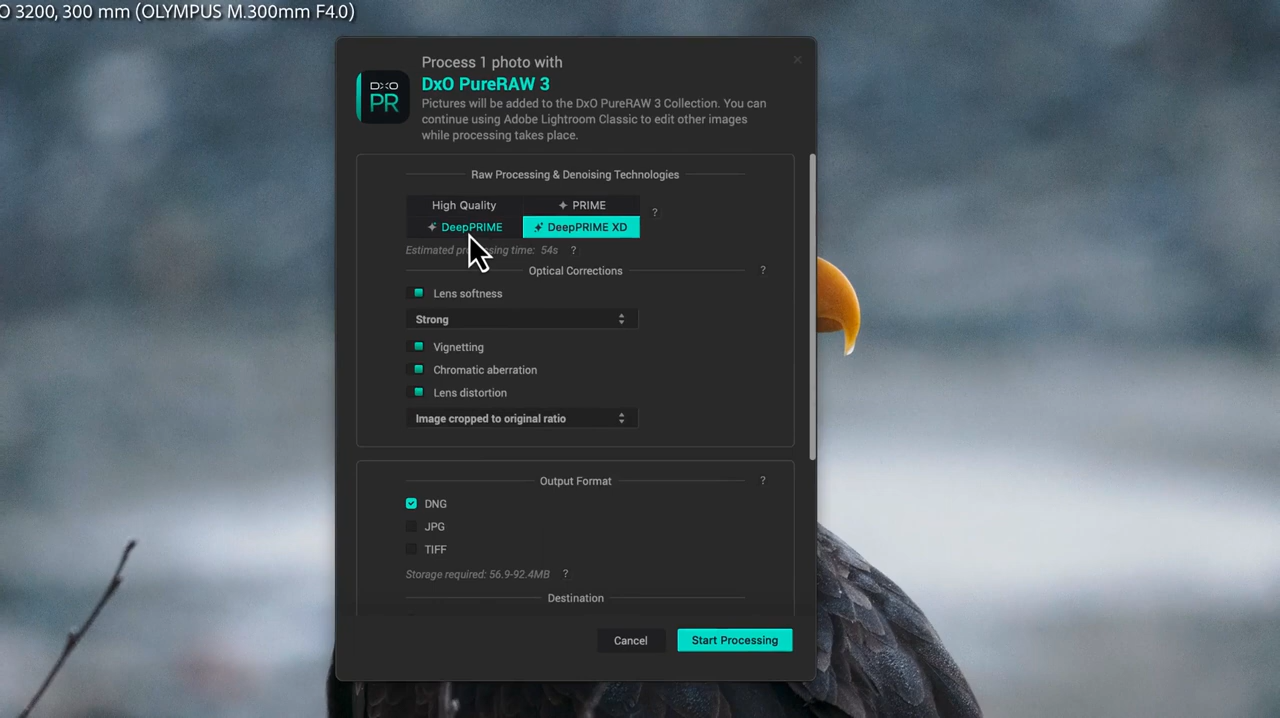 O 3200, 300 mm (OLYMPUS M.300mm F4.0)
Process 1 photo with
DxO PureRAW 3
Pictures will be added to the DxO PureRAW 3 Collection. You can
continue using Adobe Lightroom Classic to edit other images
while processing takes place.
DXO
PR
Raw Processing & Denoising Technologies
High Quality
PRIME
?
DeepPRIME
DeepPRIME XD
Estimated processing time: 54s ?
Optical Corrections ?
Lens softness
Strong
Vignetting
Chromatic aberration
Lens distortion
Image cropped to original ratio
Output Format ?
DNG
JPG
TIFF
Storage required: 56.9-92.4MB ?
Destination
Cancel
Start Processing